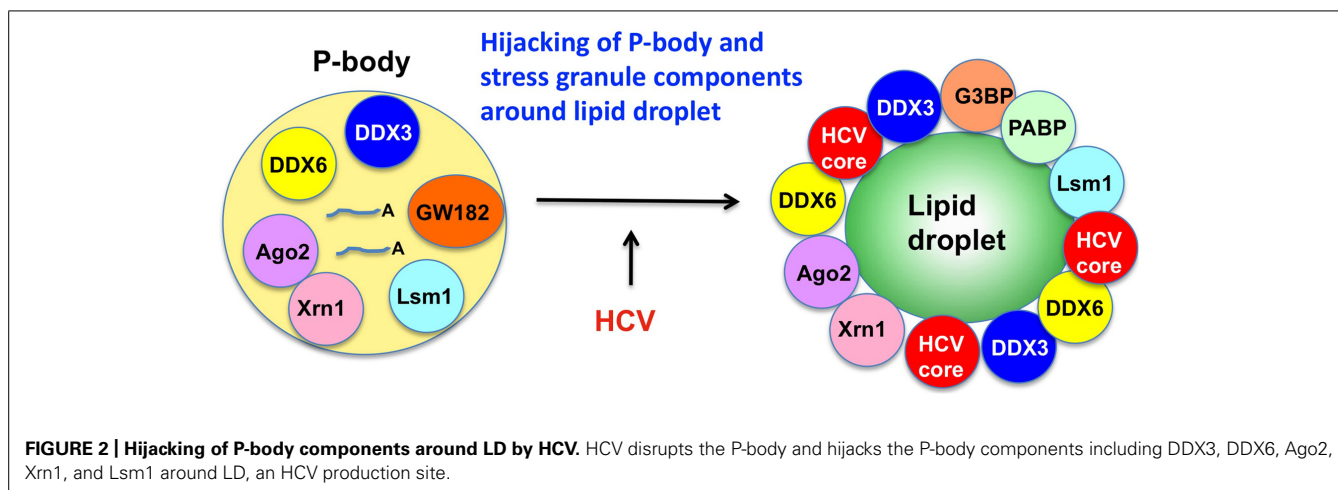 P-body
Hijacking of P-body and
stress granule components
around lipid droplet
DDX3
DDX6
A
GW182
Ago2
A
Xrn1
Lsm1
HCV
DDX3
G3BP
PABP
HCV
core
Lsm1
DDX6
Lipid
droplet
HCV
core
Ago2
DDX6
Xrn1
HCV
core
DDX3
FIGURE 2 | Hijacking of P-body components around LD by HCV. HCV disrupts the P-body and hijacks the P-body components including DDX3, DDX6, Ago2,
Xrn1, and Lsm1 around LD, an HCV production site.